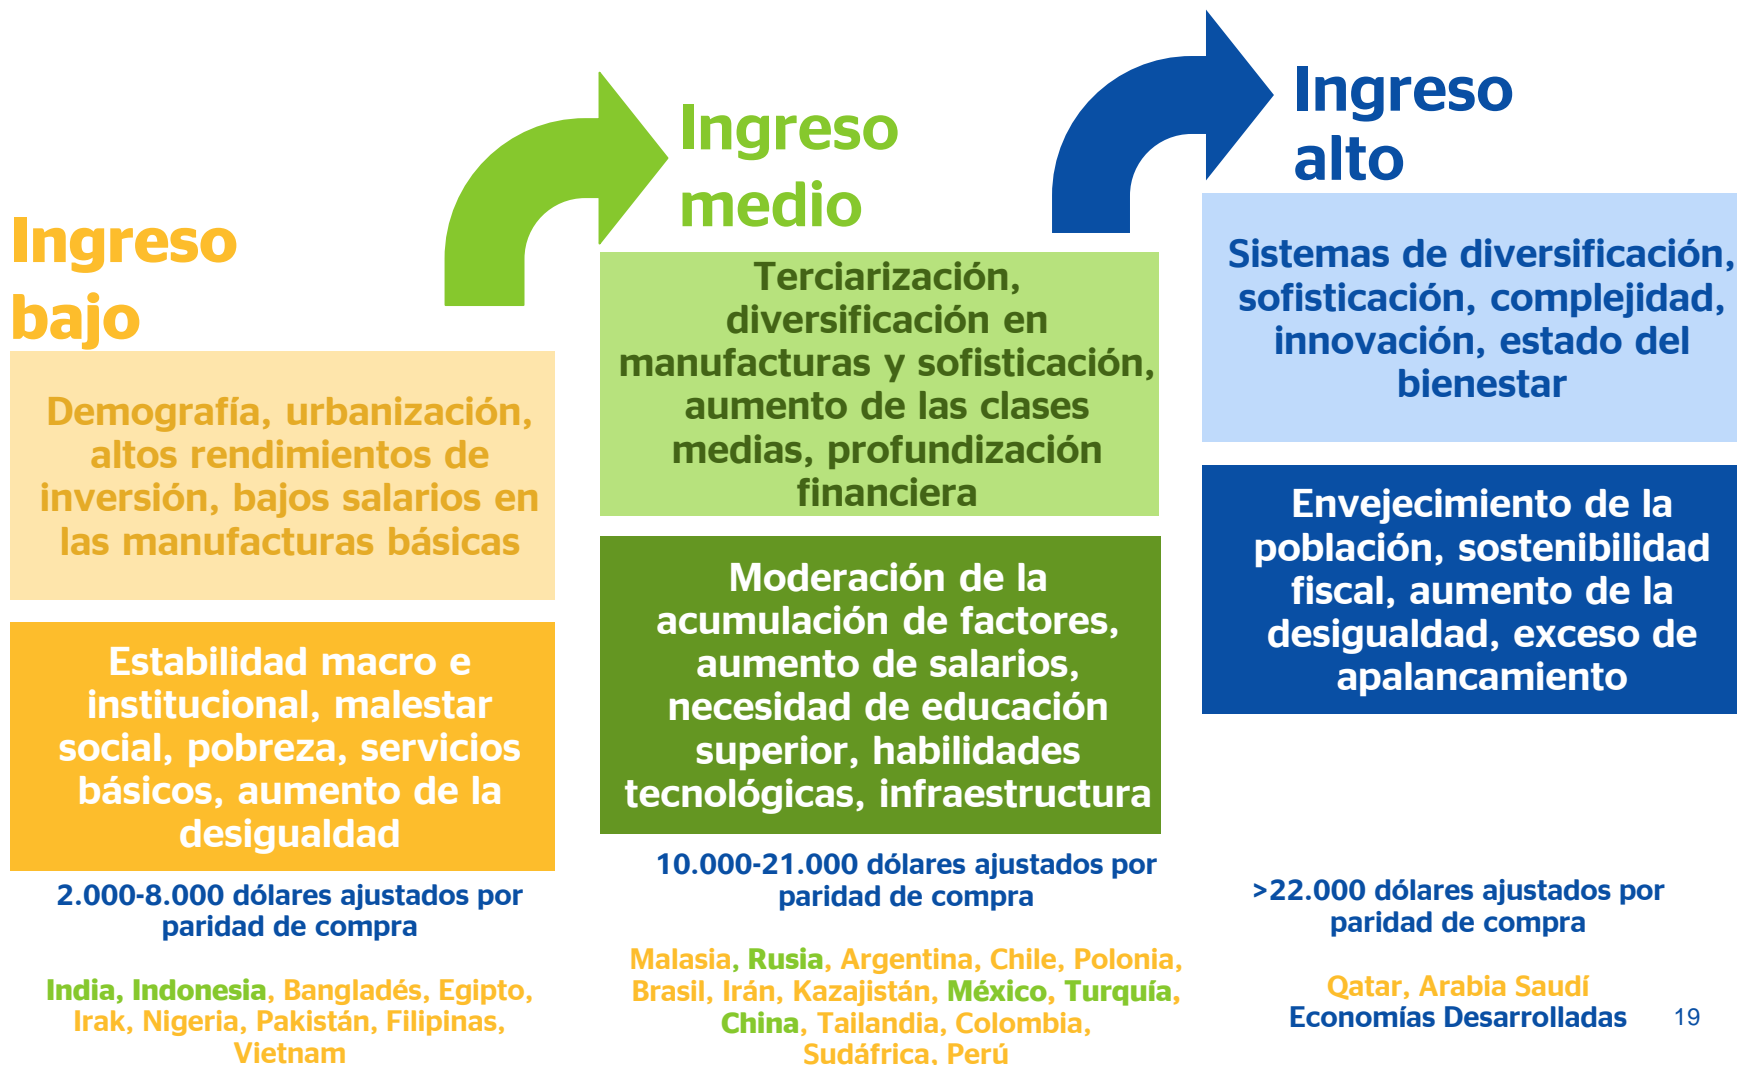 Ingreso
bajo
Demografía, urbanización,
altos rendimientos de
inversión, bajos salarios en
las manufacturas básicas
Estabilidad macro e
institucional, malestar
social, pobreza, servicios
básicos, aumento de la
desigualdad
2.000-8.000 dólares ajustados por
paridad de compra
India, Indonesia, Bangladés, Egipto,
Irak, Nigeria, Pakistán, Filipinas,
Vietnam
Ingreso
medio
Terciarización,
diversificación en
manufacturas y sofisticación,
aumento de las clases
medias, profundización
financiera
Moderación de la
acumulación de factores,
aumento de salarios,
necesidad de educación
superior, habilidades
tecnológicas, infraestructura
10.000-21.000 dólares ajustados por
paridad de compra
Malasia, Rusia, Argentina, Chile, Polonia,
Brasil, Irán, Kazajistán, México, Turquía,
China, Tailandia, Colombia,
Sudáfrica, Perú
Ingreso
alto
Sistemas de diversificación,
sofisticación, complejidad,
innovación, estado del
bienestar
Envejecimiento de la
población, sostenibilidad
fiscal, aumento de la
desigualdad, exceso de
apalancamiento
>22.000 dólares ajustados por
paridad de compra
Qatar, Arabia Saudí
Economías Desarrolladas
19